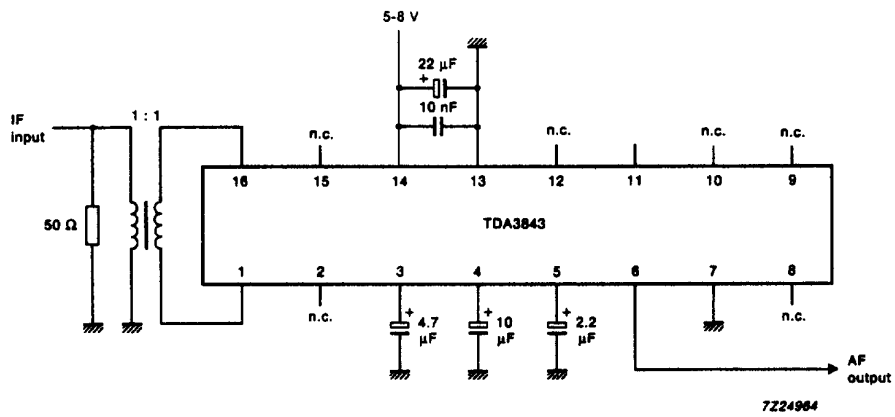 5-8 V
22 µF
+
10 nF
IF
input
1 : 1
n.c.
n.c.
n.c.
n.c.
16
15
14
13
12
11
10
9
50 Ω
TDA3843
1
2
3
4
5
6
7
8
n.c.
+
4.7
µF
+
10
µF
+
2.2
µF
n.c.
AF
output
7Z24964